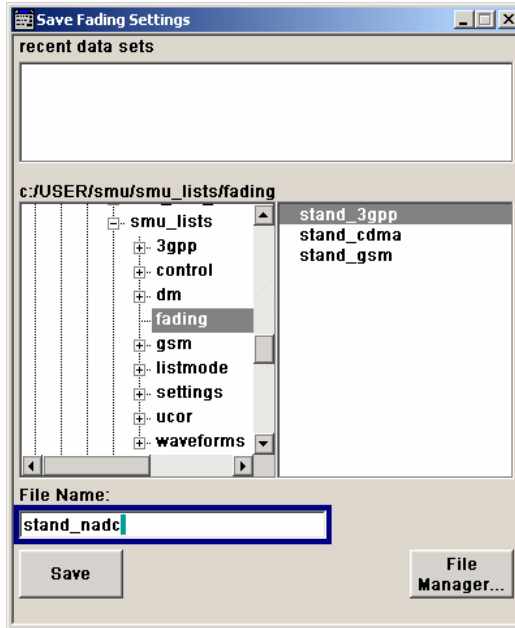 Save Fading Settings
recent data sets
c:/USER/smu/smu_lists/fading
smu_lists
3gpp
control
dm
fading
gsm
listmode
settings
ucor
waveforms
stand_3gpp
stand_cdma
stand_gsm
File Name:
stand_nadc
Save
File
Manager...